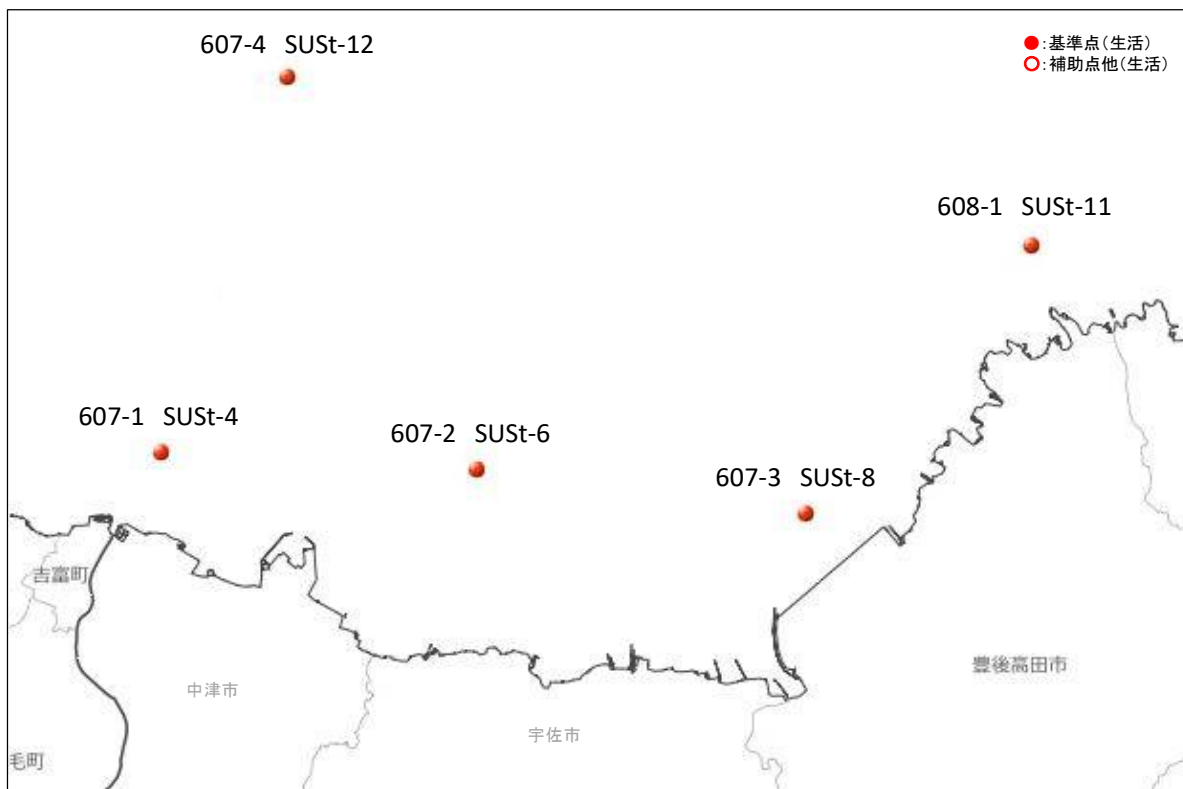 607-4 SUSt-12
●:基準点(生活)
○:補助点他(生活)
608-1 SUSt-11
607-1 SUSt-4
607-2 SUSt-6
607-3 SUSt-8
吉富町
豊後高田市
中津市
宇佐市
毛町